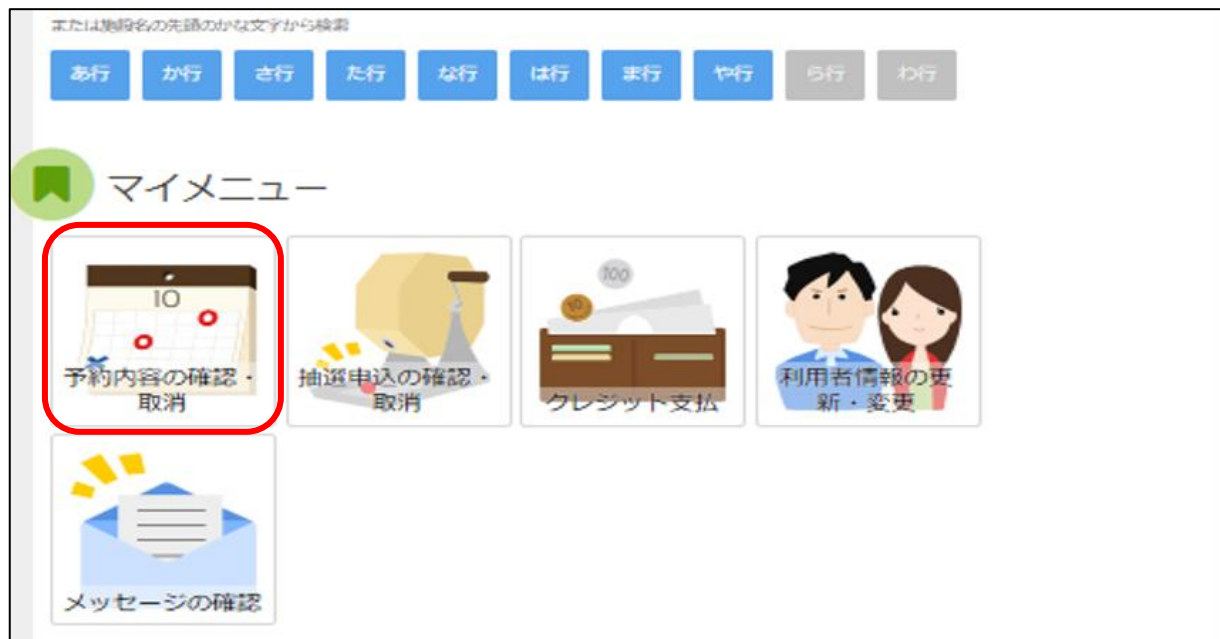 または施設名の先頭のかな文字から検索
あ行 か行 さ行 た行 な行 は行 ま行 や行 ら行 わ行
マイメニュー
10
予約内容の確認・
取消
抽選申込の確認・
取消
100
10
クレジット支払
利用者情報の更
新・変更
メッセージの確認